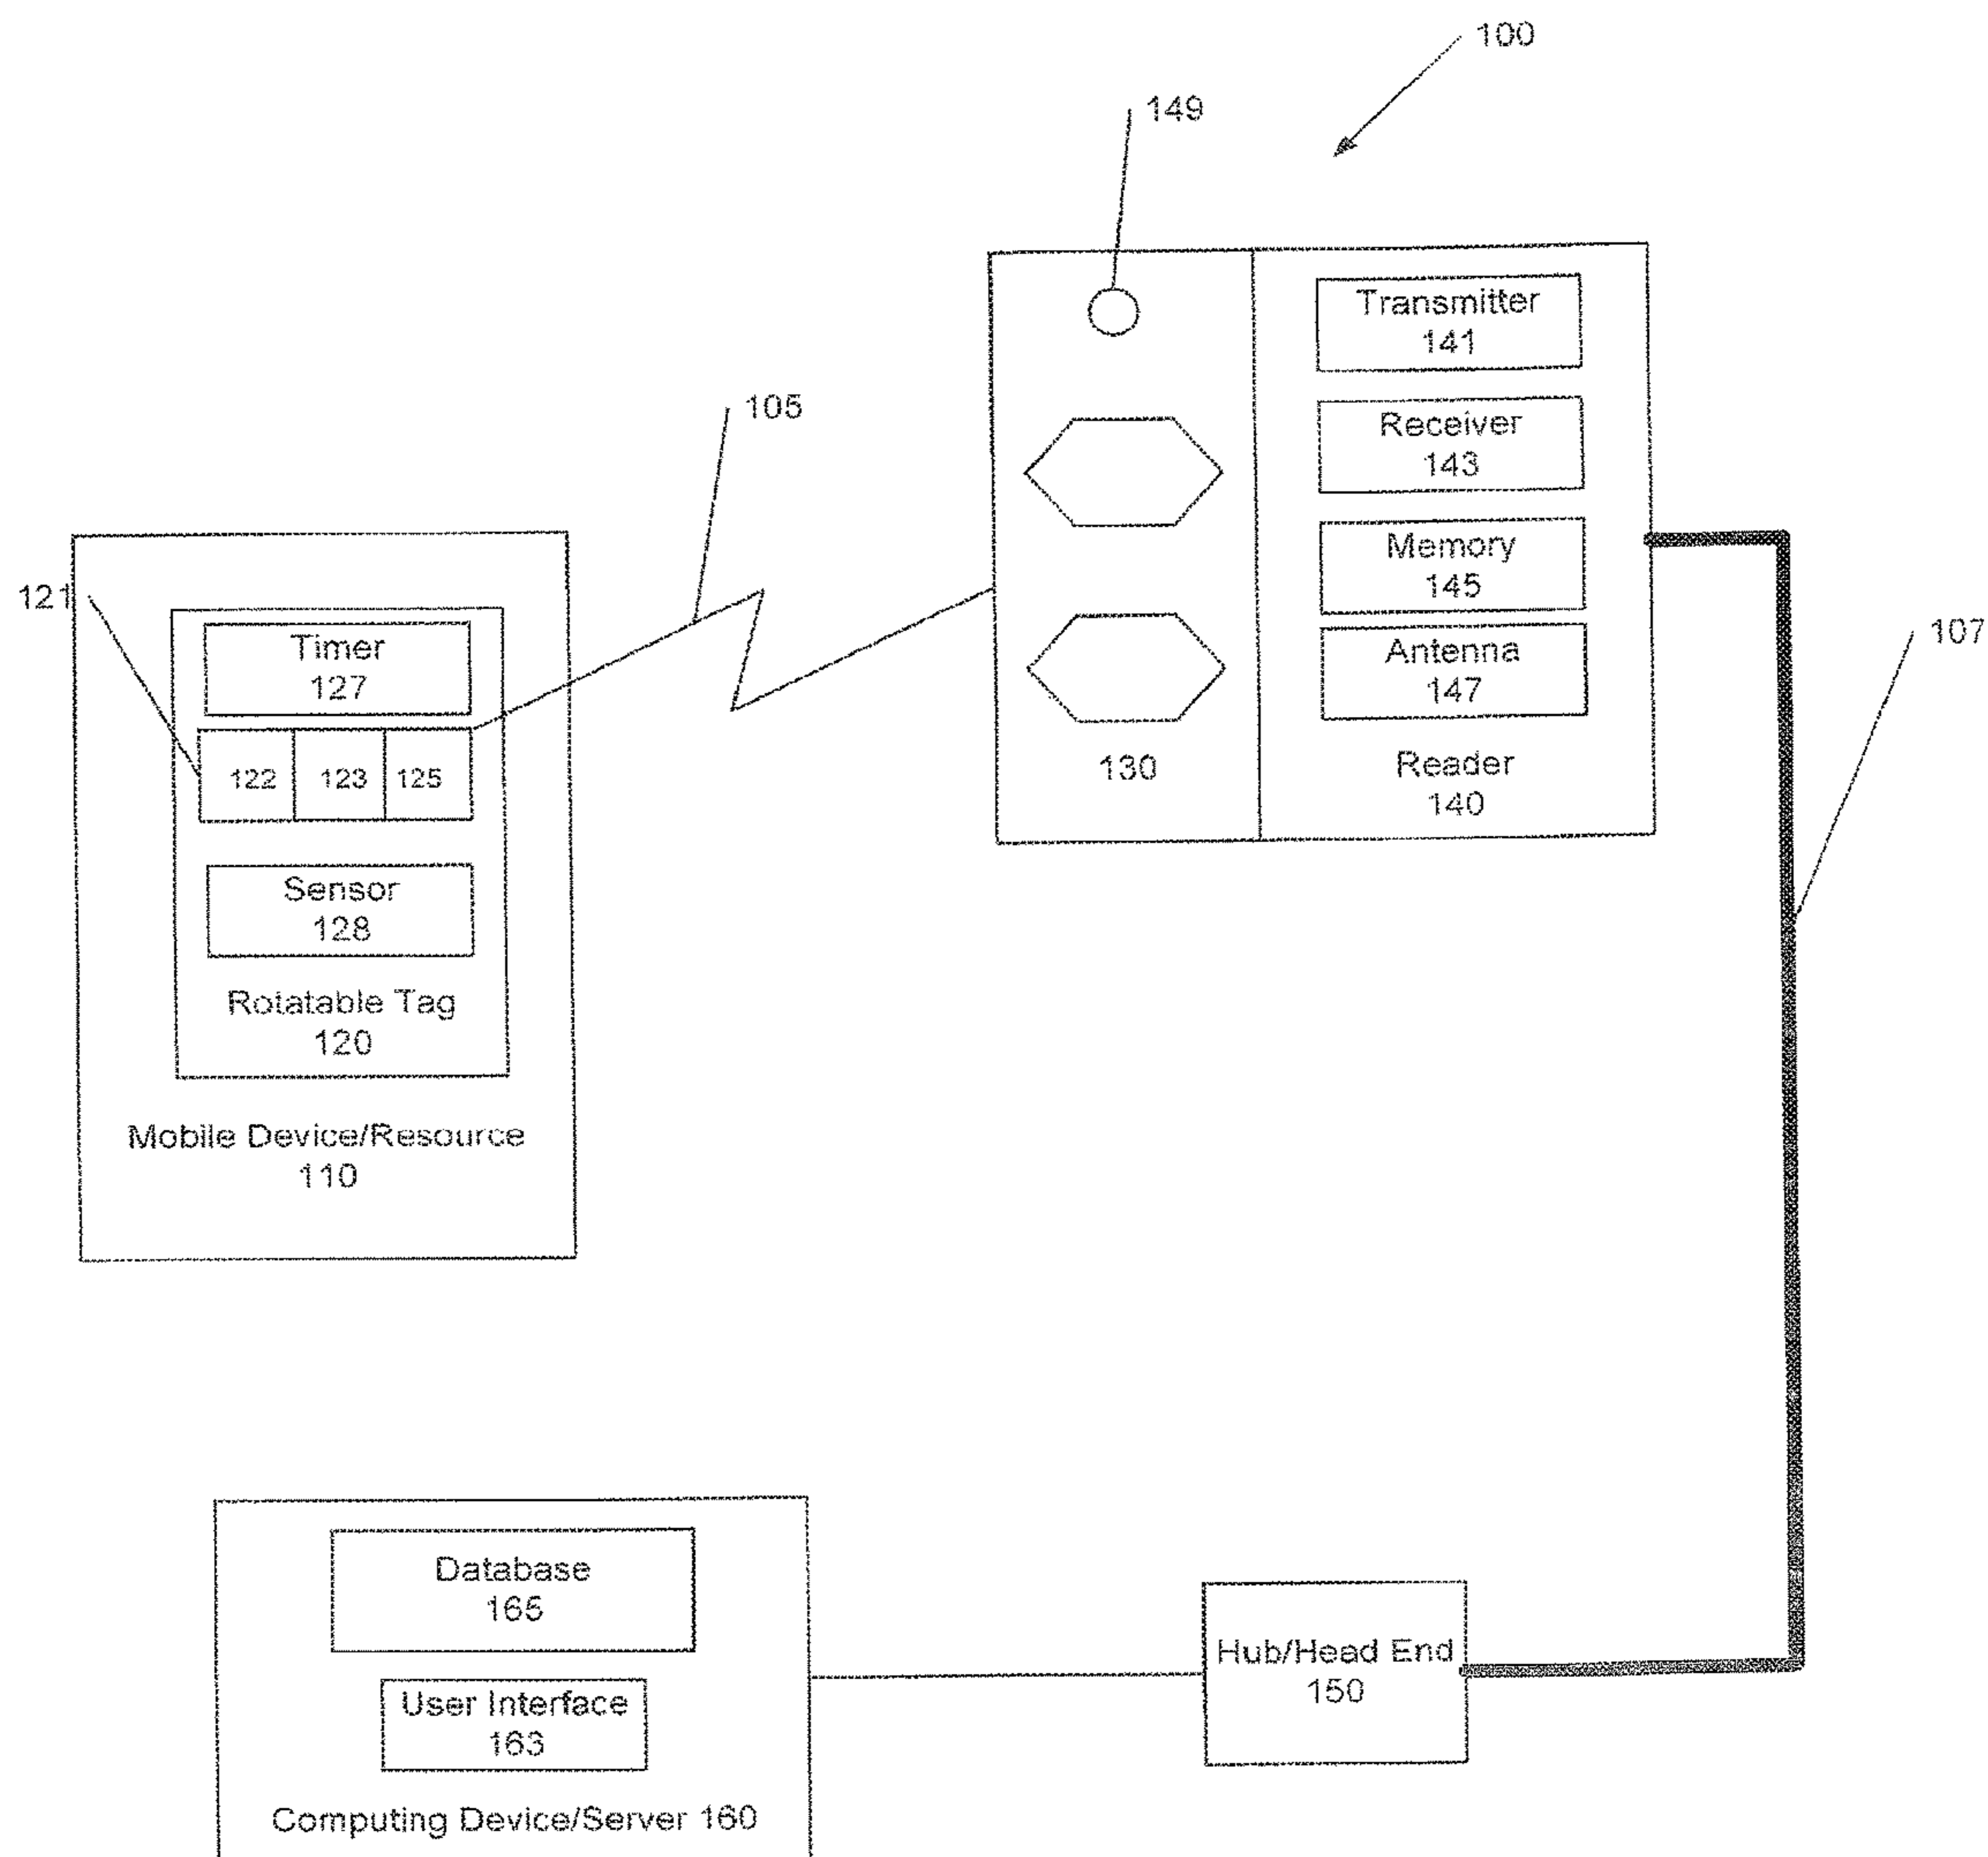 100
149
Transmitter
141
105
Receiver
143
Memory
145
121
107
Timer
127
Antenna
147
122 123 125
130
Reader
140
Sensor
128
Rotatable Tag
120
Mobile Device/Resource
110
Database
165
Hub/Head End
150
User Interface
163
Computing Device/Server 160